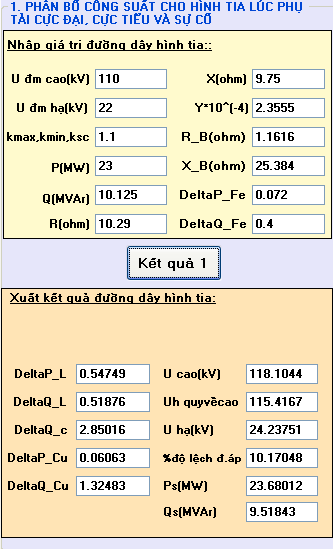 1. PHÂN BỐ CÔNG SUẤT CHO HÌNH TIA LÚC PHỤ
TẢI CỰC ĐẠI, CỰC TIỂU VÀ SỰ CỐ
Nhâp giá tri đường dây hình tia::
U đm cao(kV) 110 X(ohm) 9.75
U đm hạ(kV) 22 Y*10^(-4) 2.3555
kmax,kmin,ksc 1.1 R_B(ohm) 1.1616
P(MW) 23 X_B(ohm) 25.384
Q(MVAr) 10.125 DeltaP_Fe 0.072
R(ohm) 10.29 DeltaQ_Fe 0.4
Kết quả 1
Xuất kết quả đường dây hình tia:
DeltaP_L 0.54749 U cao(kV) 118.1044
DeltaQ_L 0.51876 Uh quyvềcao 115.4167
DeltaQ_c 2.85016 U hạ(kV) 24.23751
DeltaP_Cu 0.06063 %độ lệch đ.áp 10.17048
DeltaQ_Cu 1.32483 Ps(MW) 23.68012
Qs(MVAr) 9.51843